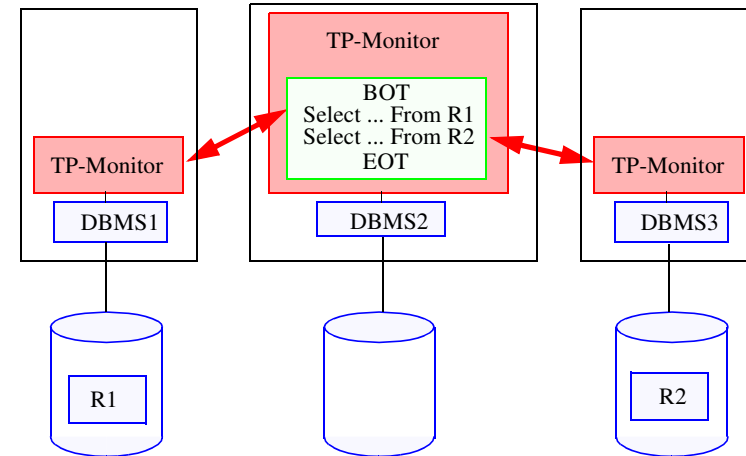 TP-Monitor
BOT
Select ... From R1
Select ... From R2
EOT
TP-Monitor
TP-Monitor
DBMS1
DBMS2
DBMS3
R1
R2